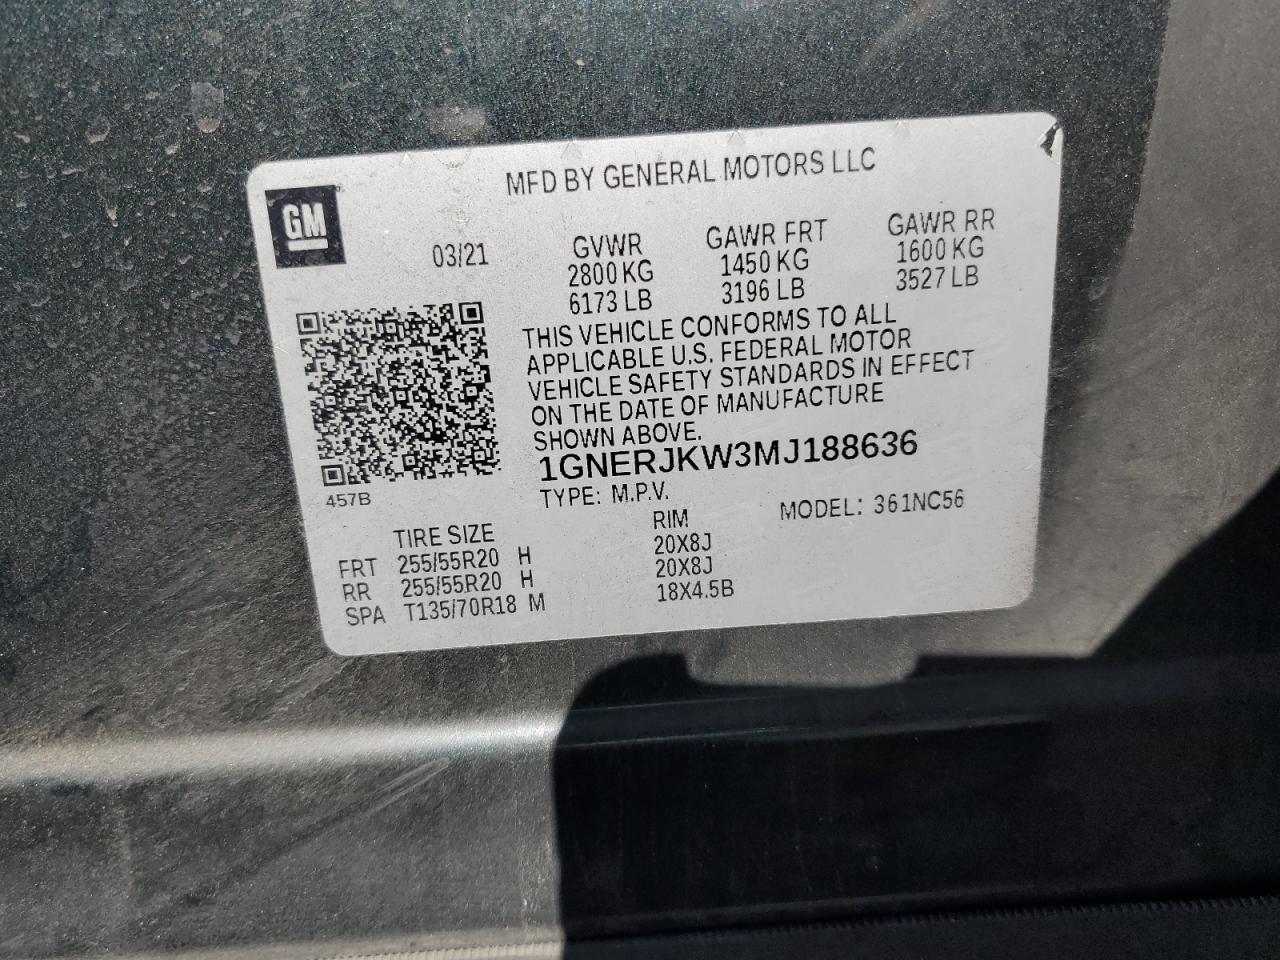 MFD BY GENERAL MOTORS LLC
GM
03/21 GVWR GAWR FRT GAWR RR
2800 KG 1450 KG 1600 KG
6173 LB 3196 LB 3527 LB
THIS VEHICLE CONFORMS TO ALL
APPLICABLE U.S. FEDERAL MOTOR
VEHICLE SAFETY STANDARDS IN EFFECT
ON THE DATE OF MANUFACTURE
SHOWN ABOVE.
1GNERJKW3MJ188636
457B
TYPE: M.P.V. MODEL: 361NC56
TIRE SIZE RIM
FRT 255/55R20 H 20X8J
RR 255/55R20 H 20X8J
SPA T135/70R18 M 18X4.5B